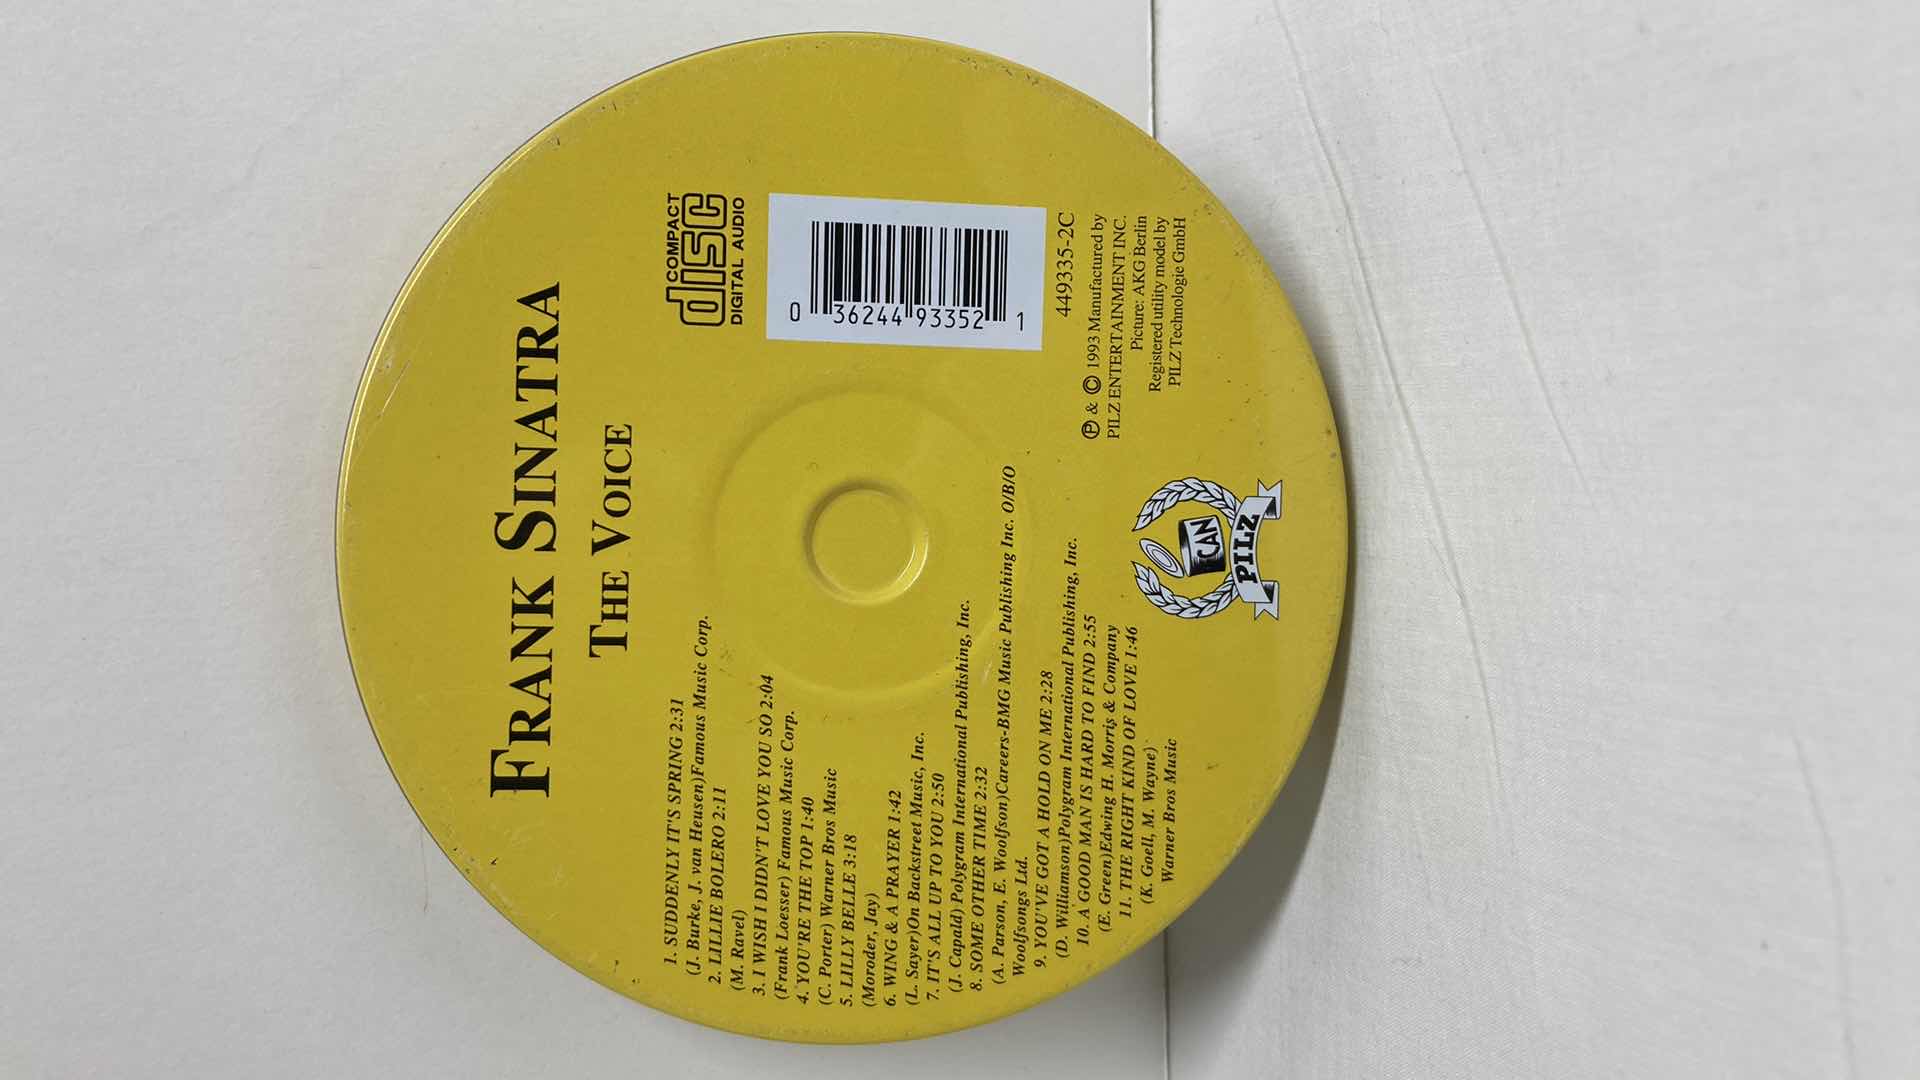 FRANK SINATRA
THE VOICE
1. SUDDENLY IT'S SPRING 2:31
(J. Burke, J. van Heusen)Famous Music Corp.
2. LILLIE BOLERO 2:11
(M. Ravel)
3. I WISH I DIDN'T LOVE YOU SO 2:04
(Frank Loesser) Famous Music Corp.
4. YOU'RE THE TOP 1:40
(C. Porter) Warner Bros Music
5. LILLY BELLE 3:18
(Moroder, Jay)
6. WING & A PRAYER 1:42
(L. Sayer)On Backstreet Music, Inc.
7. IT'S ALL UP TO YOU 2:50
(J. Capald) Polygram International Publishing, Inc.
8. SOME OTHER TIME 2:32
(A. Parson, E. Woolfson)Careers-BMG Music Publishing Inc. O/B/O
Woolfsongs Ltd.
9. YOU'VE GOT A HOLD ON ME 2:28
(D. Williamson)Polygram International Publishing, Inc.
10. A GOOD MAN IS HARD TO FIND 2:55
(E. Green)Edwing H. Morris & Company
11. THE RIGHT KIND OF LOVE 1:46
(K. Goell, M. Wayne)
Warner Bros Music
COMPACT
disc
DIGITAL AUDIO
0 36244 93352 1
449335-2C
℗ & © 1993 Manufactured by
PILZ ENTERTAINMENT INC.
Picture: AKG Berlin
Registered utility model by
PILZ Technologie GmbH
CAN
PILZ